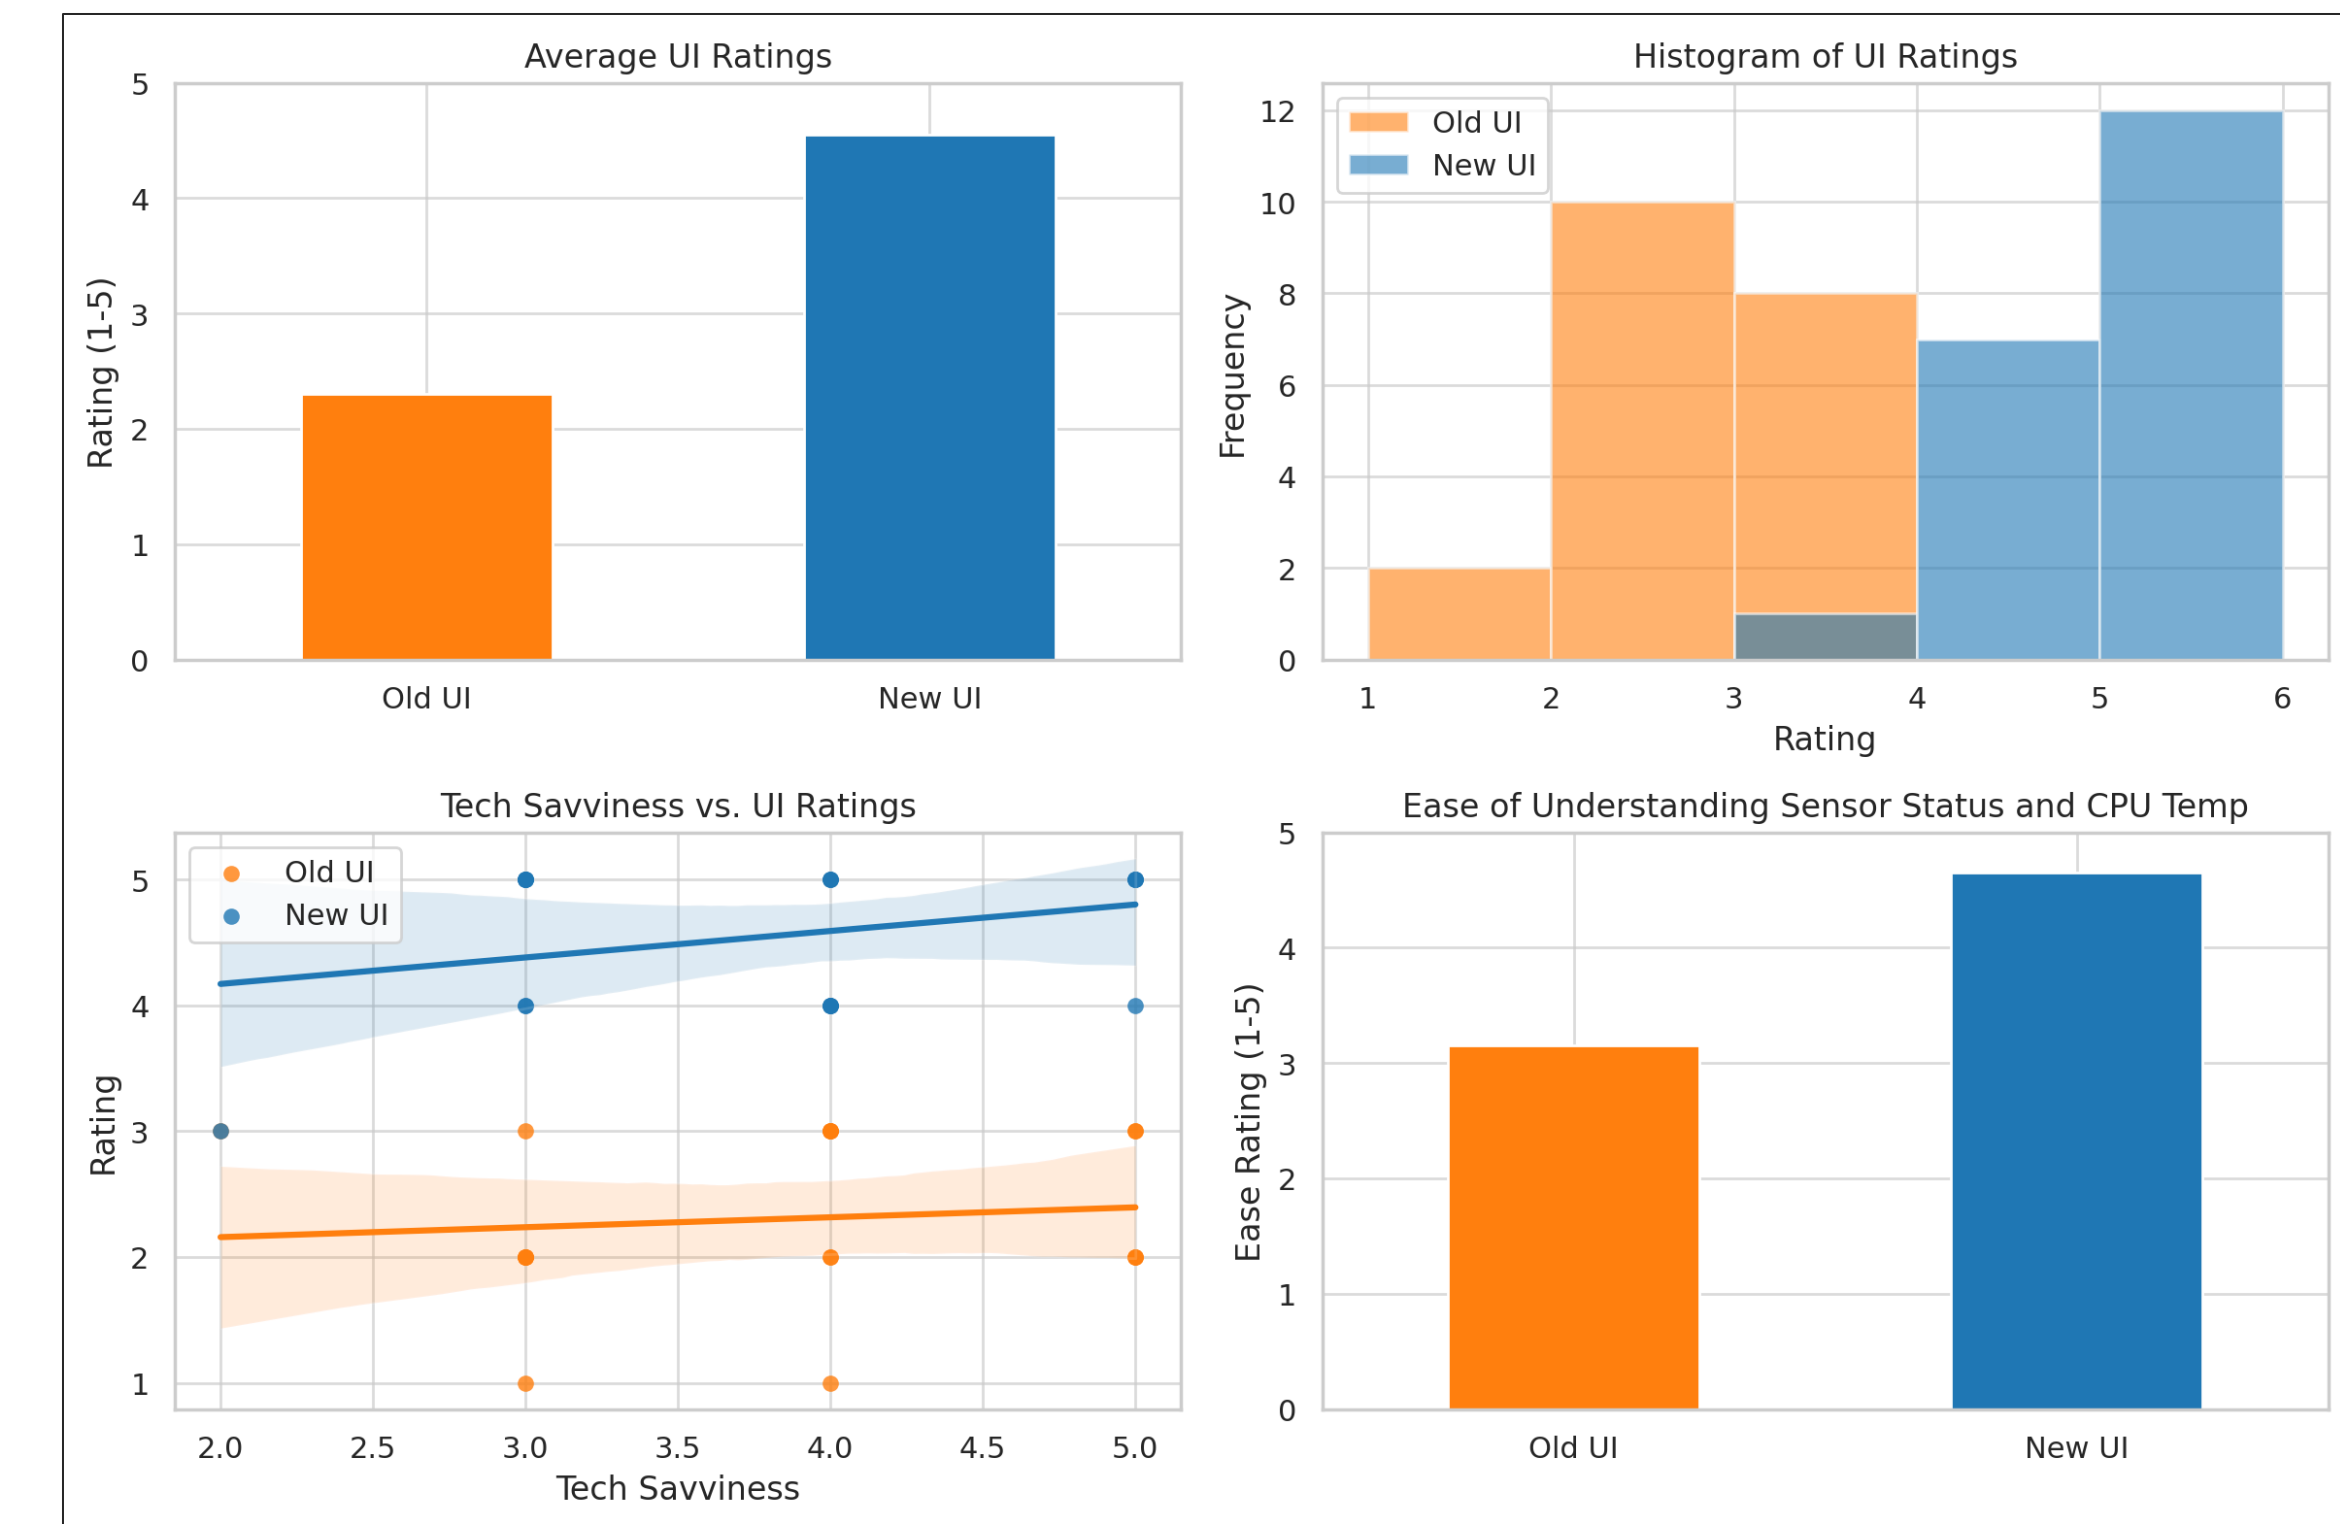 Average UI Ratings
Rating (1-5)
5
4
3
2
1
0
Old UI New UI
Histogram of UI Ratings
Old UI
New UI
Frequency
12
10
8
6
4
2
0
1 2 3 4 5 6
Rating
Tech Savviness vs. UI Ratings
Old UI
New UI
Rating
5
4
3
2
1
2.0 2.5 3.0 3.5 4.0 4.5 5.0
Tech Savviness
Ease of Understanding Sensor Status and CPU Temp
Ease Rating (1-5)
5
4
3
2
1
0
Old UI New UI